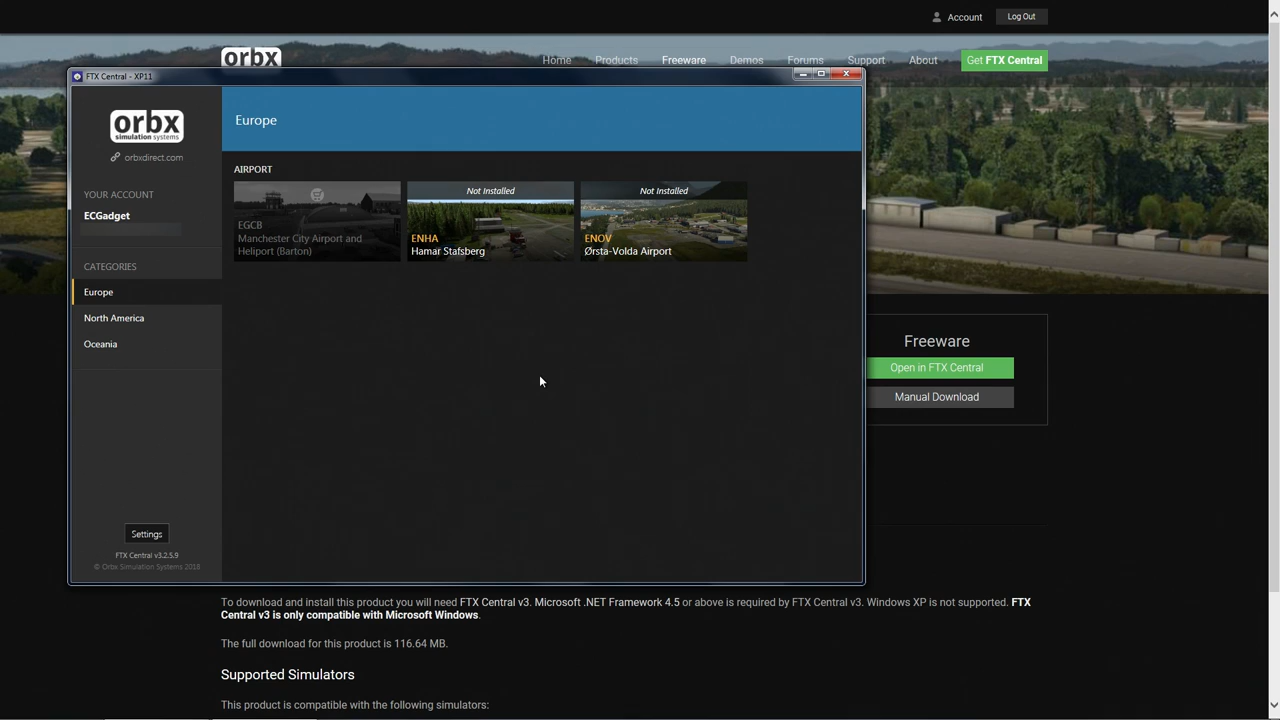 Account
Log Out
orbx
Home
Products
Freeware
Demos
Forums
Support
About
Get FTX Central
FTX Central - XP11
orbx
simulation systems
orbxdirect.com
YOUR ACCOUNT
ECGadget
CATEGORIES
Europe
North America
Oceania
Settings
FTX Central v3.2.5.9
© Orbx Simulation Systems 2018
Europe
AIRPORT
EGCB
Manchester City Airport and
Heliport (Barton)
Not Installed
ENHA
Hamar Stafsberg
Not Installed
ENOV
Ørsta-Volda Airport
Freeware
Open in FTX Central
Manual Download
To download and install this product you will need FTX Central v3. Microsoft .NET Framework 4.5 or above is required by FTX Central v3. Windows XP is not supported. FTX
Central v3 is only compatible with Microsoft Windows.
The full download for this product is 116.64 MB.
Supported Simulators
This product is compatible with the following simulators: